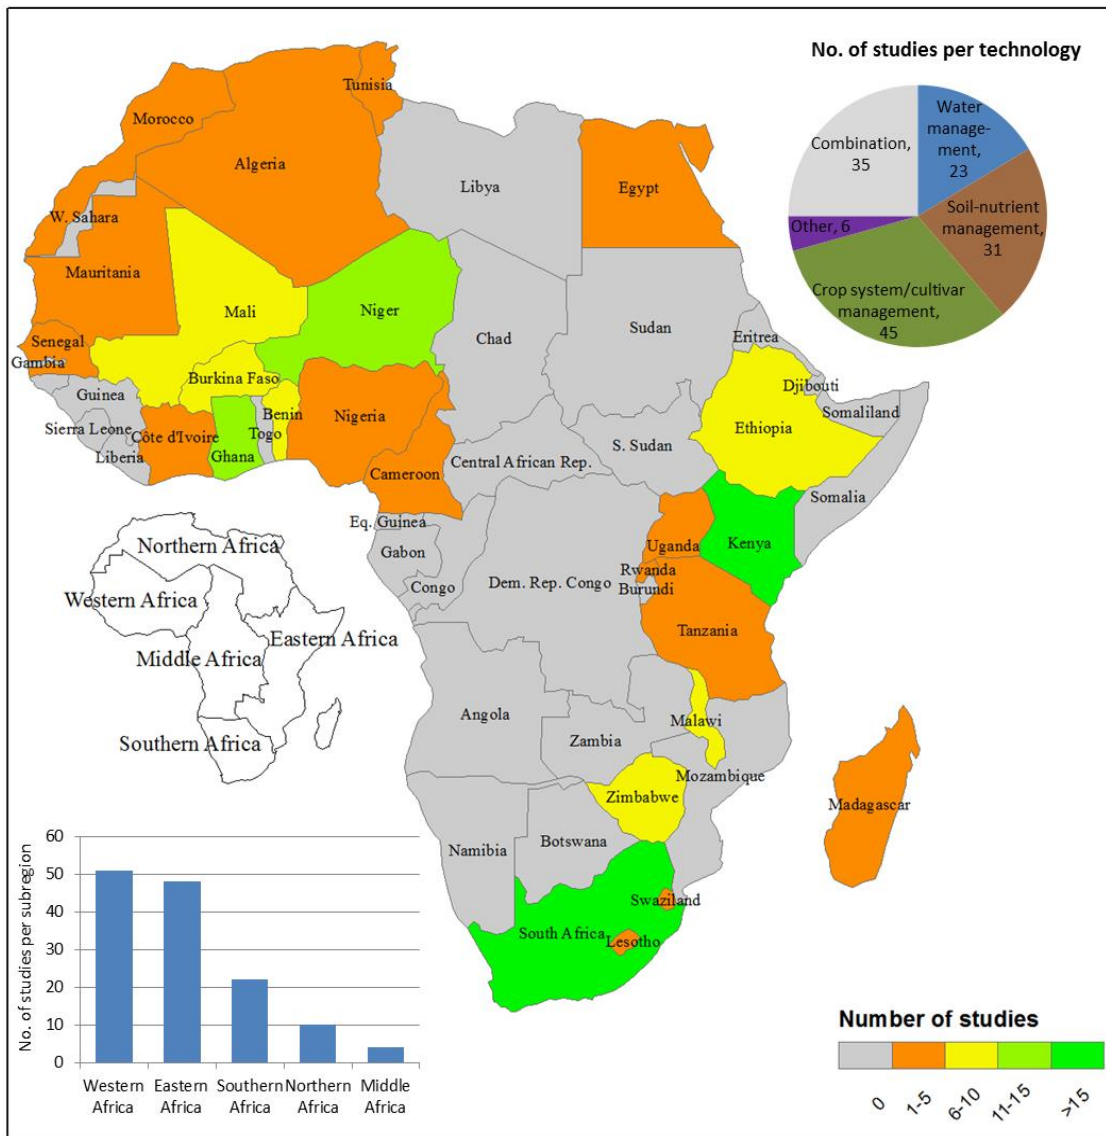 No. of studies per technology
Combination,
35
Water
manage-
ment,
23
Soil-nutrient
management,
31
Other, 6
Crop system/cultivar
management,
45
Tunisia
Morocco
Algeria
Libya
Egypt
W. Sahara
Mauritania
Mali
Niger
Chad
Sudan
Eritrea
Senegal
Gambia
Burkina Faso
Djibouti
Guinea
Benin
Nigeria
Somaliland
Sierra Leone
Côte d'Ivoire
Togo
Ethiopia
Liberia
Ghana
Cameroon
Central African Rep.
S. Sudan
Somalia
Eq. Guinea
Gabon
Congo
Uganda
Kenya
Rwanda
Dem. Rep. Congo
Burundi
Tanzania
Northern Africa
Western Africa
Eastern Africa
Middle Africa
Southern Africa
Angola
Zambia
Malawi
Mozambique
Zimbabwe
Madagascar
Namibia
Botswana
Swaziland
South Africa
Lesotho
No. of studies per subregion
60
50
40
30
20
10
0
Western
Africa
Eastern
Africa
Southern
Africa
Northern
Africa
Middle
Africa
Number of studies
0
1-5
6-10
11-15
>15